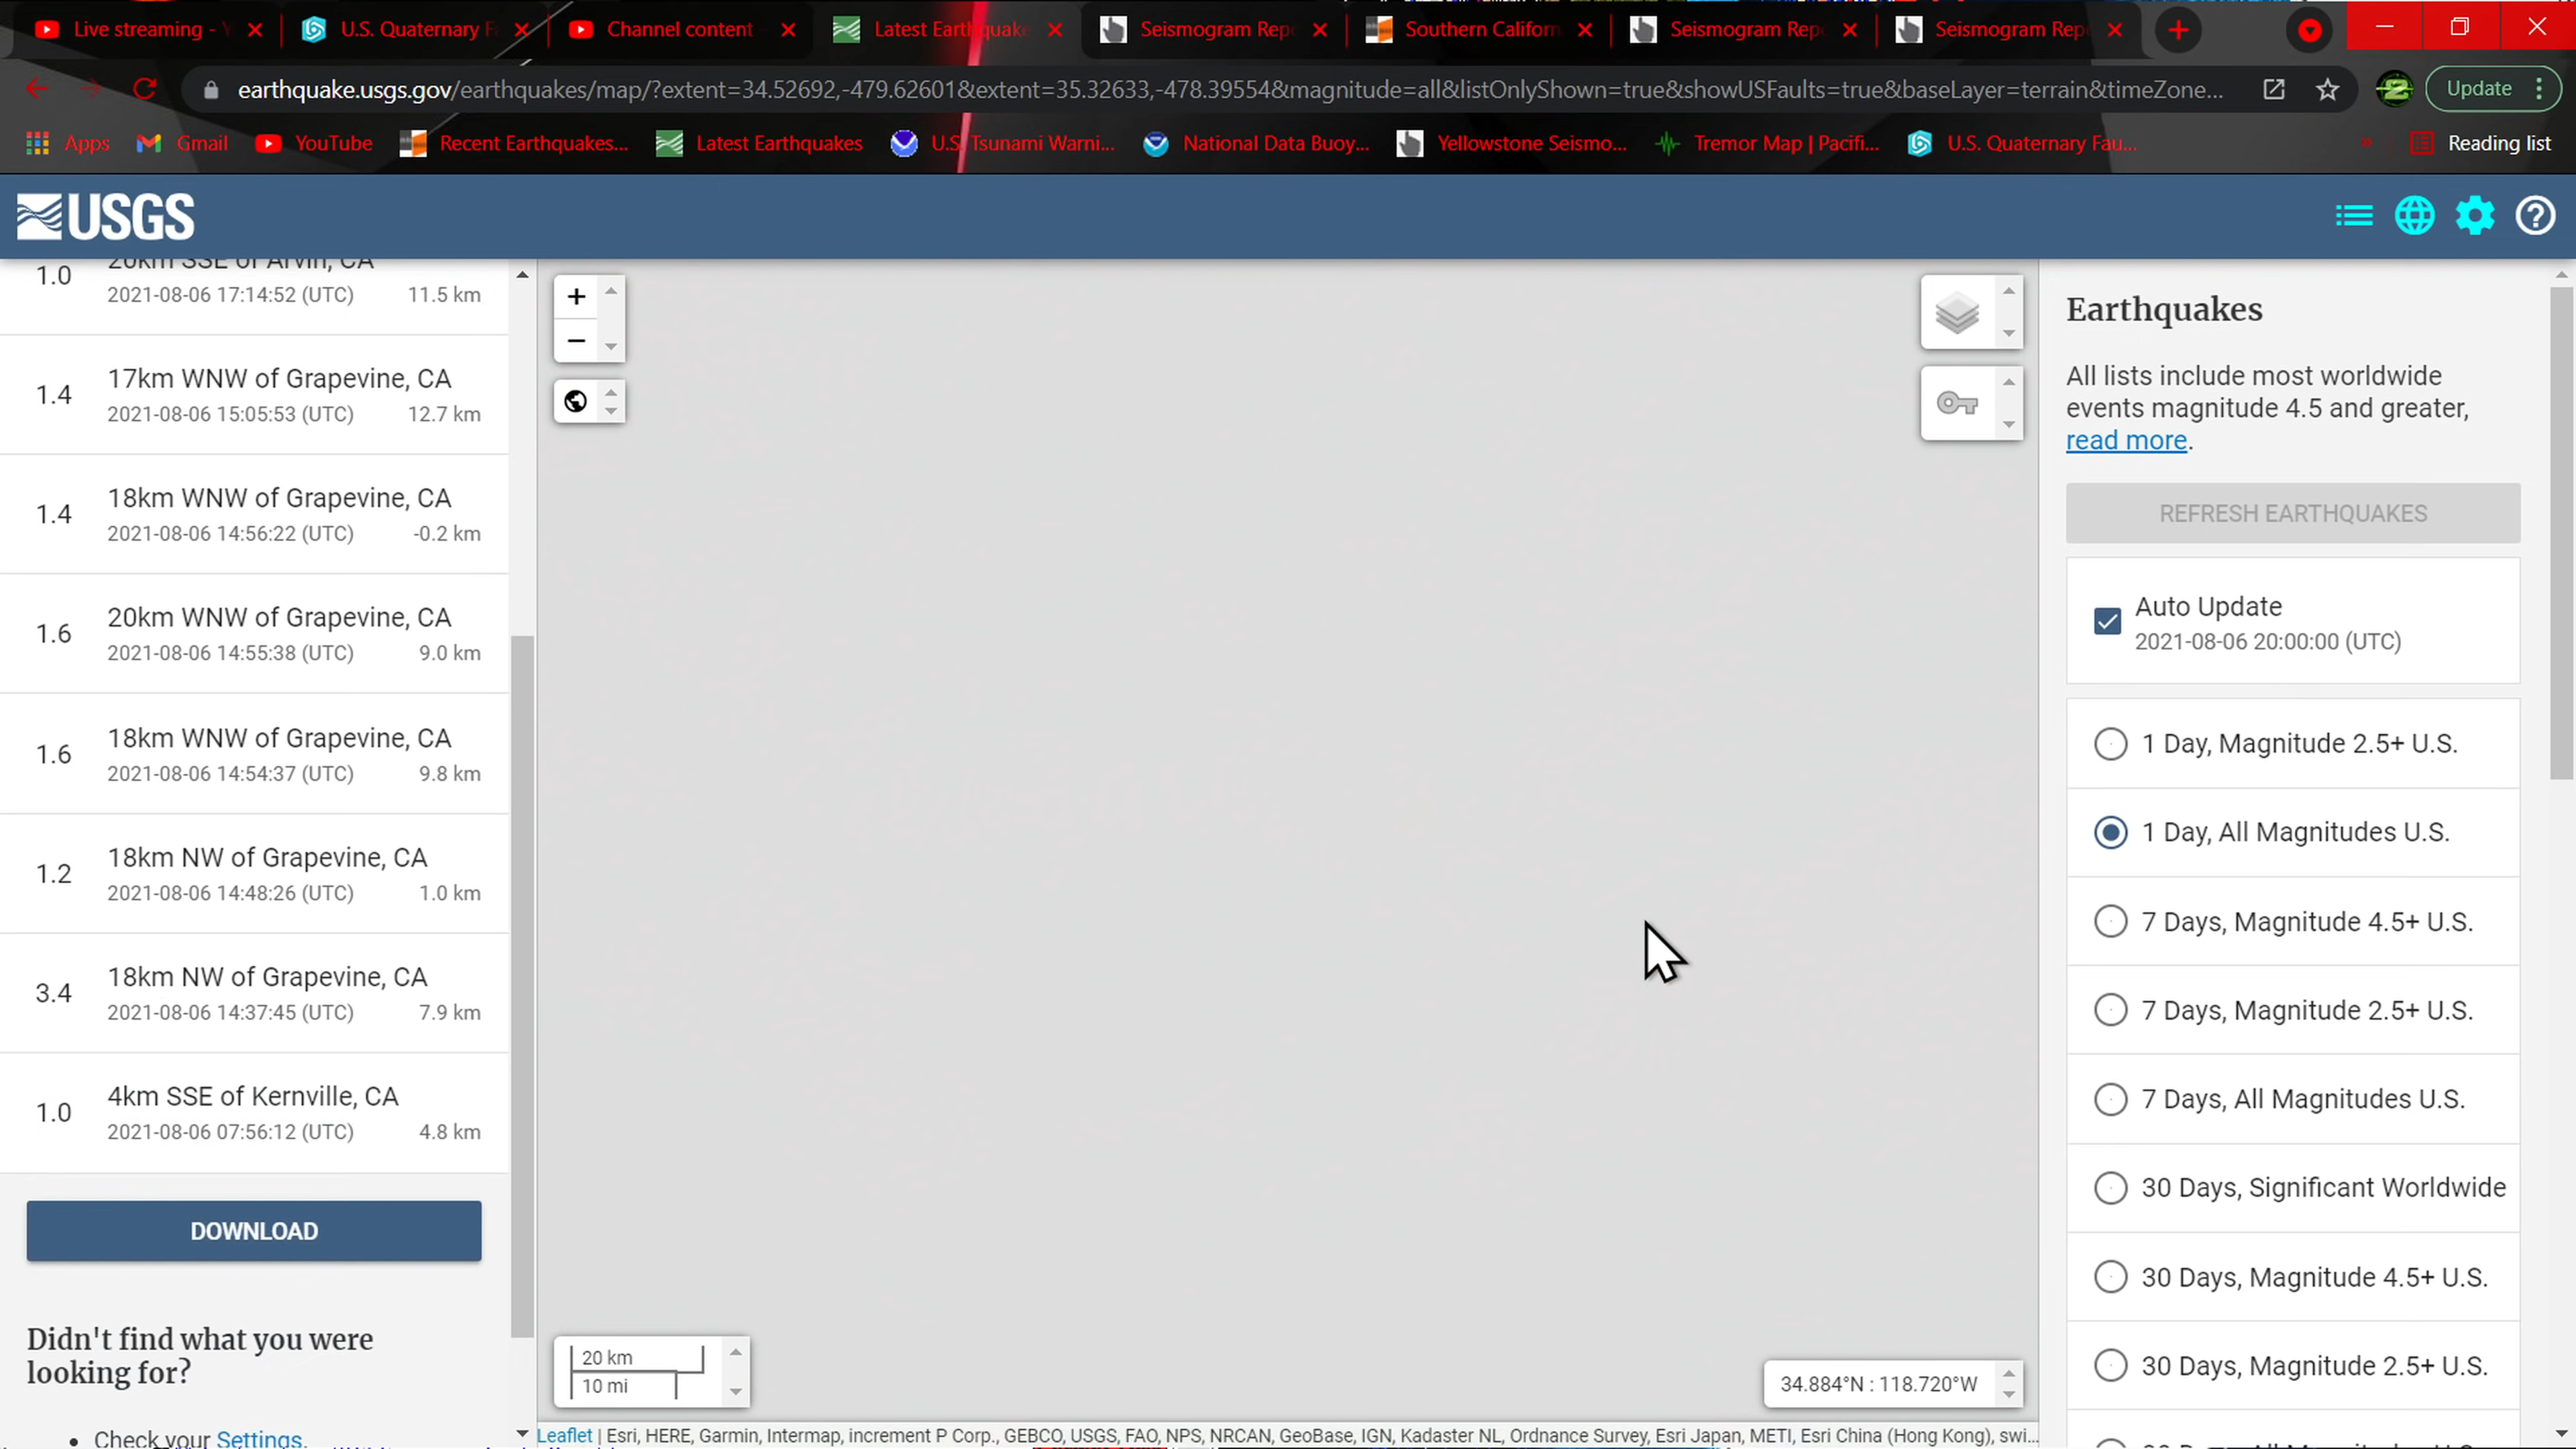 Live streaming - Y
U.S. Quaternary F
Channel content -
Latest Earthquake
Seismogram Repo
Southern Californ
Seismogram Repo
Seismogram Repo
earthquake.usgs.gov/earthquakes/map/?extent=34.52692,-479.62601&extent=35.32633,-478.39554&magnitude=all&listOnlyShown=true&showUSFaults=true&baseLayer=terrain&timeZone...
Update
Apps
Gmail
YouTube
Recent Earthquakes...
Latest Earthquakes
U.S. Tsunami Warni...
National Data Buoy...
Yellowstone Seismo...
Tremor Map | Pacifi...
U.S. Quaternary Fau...
»
Reading list
USGS
1.0
20km SSE of Arvin, CA
2021-08-06 17:14:52 (UTC) 11.5 km
1.4
17km WNW of Grapevine, CA
2021-08-06 15:05:53 (UTC) 12.7 km
1.4
18km WNW of Grapevine, CA
2021-08-06 14:56:22 (UTC) -0.2 km
1.6
20km WNW of Grapevine, CA
2021-08-06 14:55:38 (UTC) 9.0 km
1.6
18km WNW of Grapevine, CA
2021-08-06 14:54:37 (UTC) 9.8 km
1.2
18km NW of Grapevine, CA
2021-08-06 14:48:26 (UTC) 1.0 km
3.4
18km NW of Grapevine, CA
2021-08-06 14:37:45 (UTC) 7.9 km
1.0
4km SSE of Kernville, CA
2021-08-06 07:56:12 (UTC) 4.8 km
DOWNLOAD
Didn't find what you were
looking for?
• Check your Settings.
+
−
20 km
10 mi
34.884°N : 118.720°W
Leaflet | Esri, HERE, Garmin, Intermap, increment P Corp., GEBCO, USGS, FAO, NPS, NRCAN, GeoBase, IGN, Kadaster NL, Ordnance Survey, Esri Japan, METI, Esri China (Hong Kong), swi...
Earthquakes
All lists include most worldwide
events magnitude 4.5 and greater,
read more.
REFRESH EARTHQUAKES
Auto Update
2021-08-06 20:00:00 (UTC)
1 Day, Magnitude 2.5+ U.S.
1 Day, All Magnitudes U.S.
7 Days, Magnitude 4.5+ U.S.
7 Days, Magnitude 2.5+ U.S.
7 Days, All Magnitudes U.S.
30 Days, Significant Worldwide
30 Days, Magnitude 4.5+ U.S.
30 Days, Magnitude 2.5+ U.S.